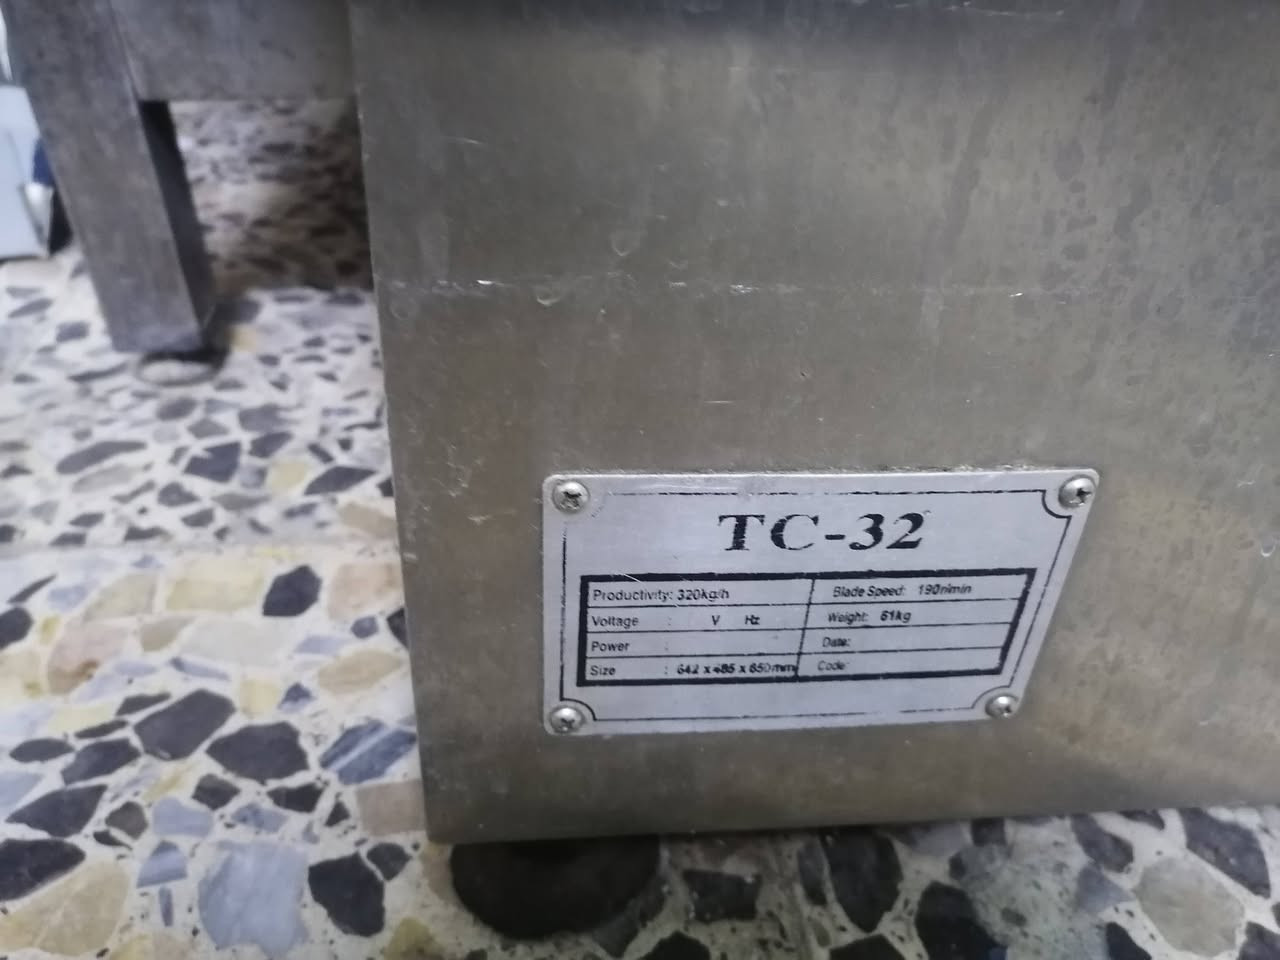 TC-32
Productivity: 320kg/h Blade Speed: 190r/min
Voltage : V Hz Weight: 61kg
Power : Date:
Size : 642 x 485 x 650mm Code: